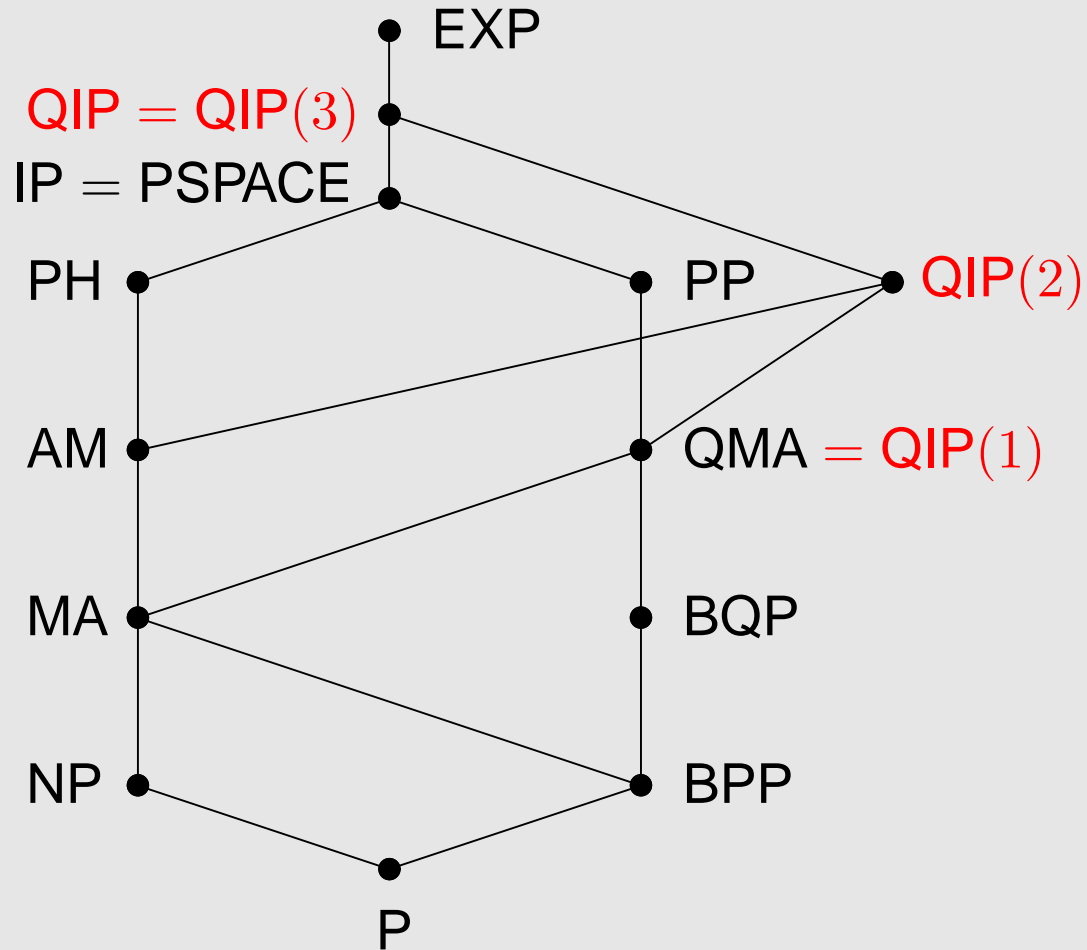 EXP
QIP = QIP(3)
IP = PSPACE
PH
PP
QIP(2)
AM
QMA = QIP(1)
MA
BQP
NP
BPP
P